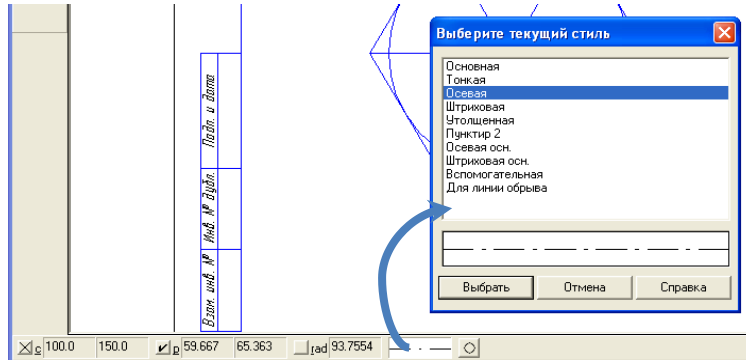 Выберите текущий стиль
Основная
Тонкая
Осевая
Штриховая
Утолщенная
Пунктир 2
Осевая осн.
Штриховая осн.
Вспомогательная
Для линии обрыва
Выбрать Отмена Справка
Подп. и дата
Инв. № дубл.
Взам. инв. №
c 100.0 150.0 p 59.667 65.363 rad 93.7554